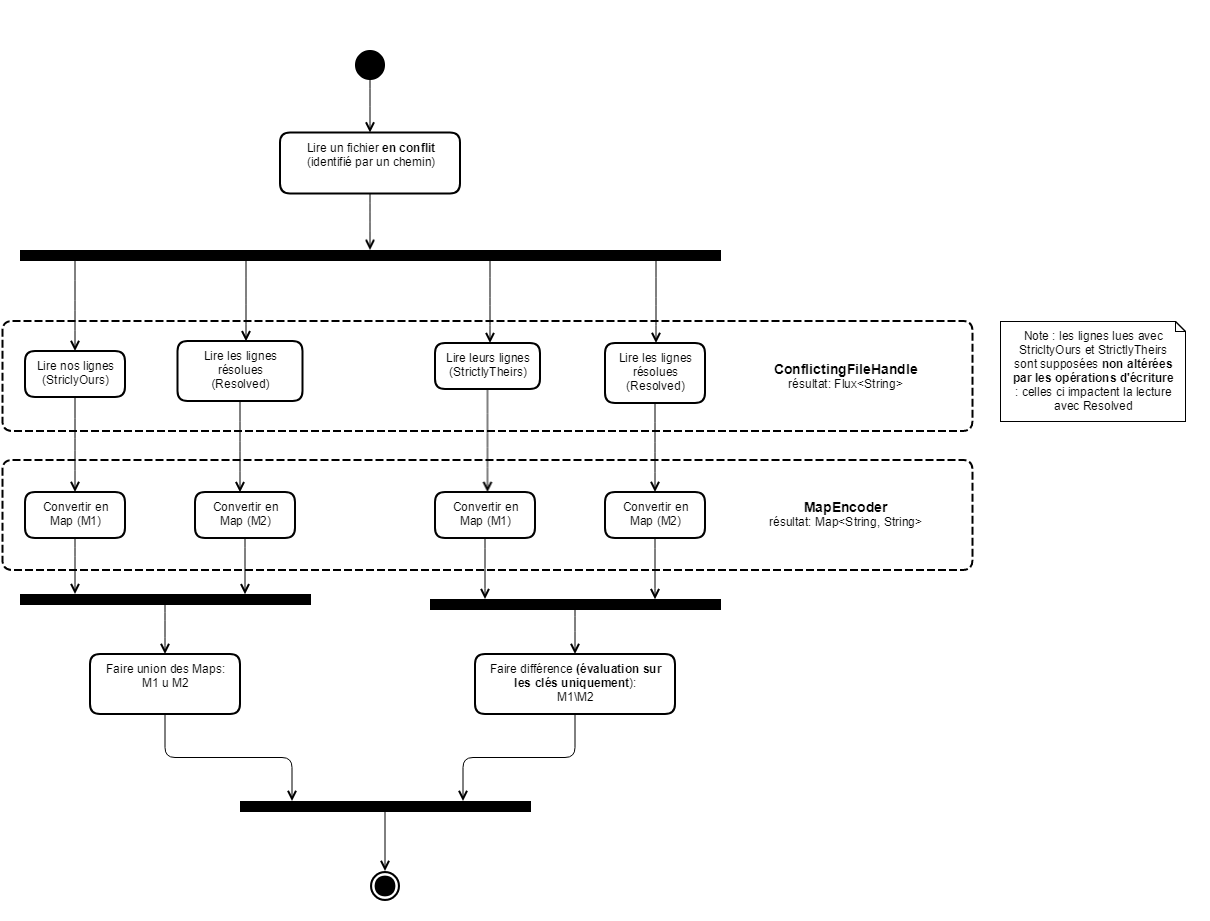 Lire un fichier en conflit
(identifié par un chemin)
Lire nos lignes
(StriclyOurs)
Lire les lignes
résolues
(Resolved)
Lire leurs lignes
(StrictlyTheirs)
Lire les lignes
résolues
(Resolved)
ConflictingFileHandle
résultat: Flux<String>
Note : les lignes lues avec
StricltyOurs et StrictlyTheirs
sont supposées non altérées
par les opérations d'écriture
: celles ci impactent la lecture
avec Resolved
Convertir en
Map (M1)
Convertir en
Map (M2)
Convertir en
Map (M1)
Convertir en
Map (M2)
MapEncoder
résultat: Map<String, String>
Faire union des Maps:
M1 u M2
Faire différence (évaluation sur
les clés uniquement):
M1\M2